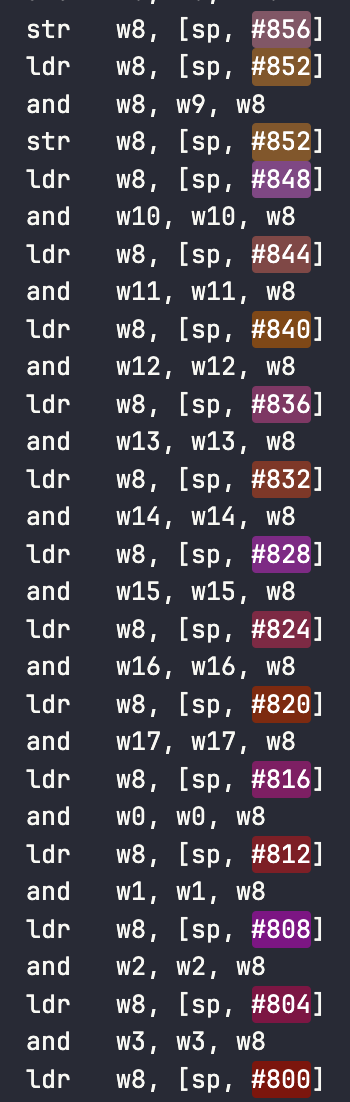 str w8, [sp, #856]
ldr w8, [sp, #852]
and w8, w9, w8
str w8, [sp, #852]
ldr w8, [sp, #848]
and w10, w10, w8
ldr w8, [sp, #844]
and w11, w11, w8
ldr w8, [sp, #840]
and w12, w12, w8
ldr w8, [sp, #836]
and w13, w13, w8
ldr w8, [sp, #832]
and w14, w14, w8
ldr w8, [sp, #828]
and w15, w15, w8
ldr w8, [sp, #824]
and w16, w16, w8
ldr w8, [sp, #820]
and w17, w17, w8
ldr w8, [sp, #816]
and w0, w0, w8
ldr w8, [sp, #812]
and w1, w1, w8
ldr w8, [sp, #808]
and w2, w2, w8
ldr w8, [sp, #804]
and w3, w3, w8
ldr w8, [sp, #800]